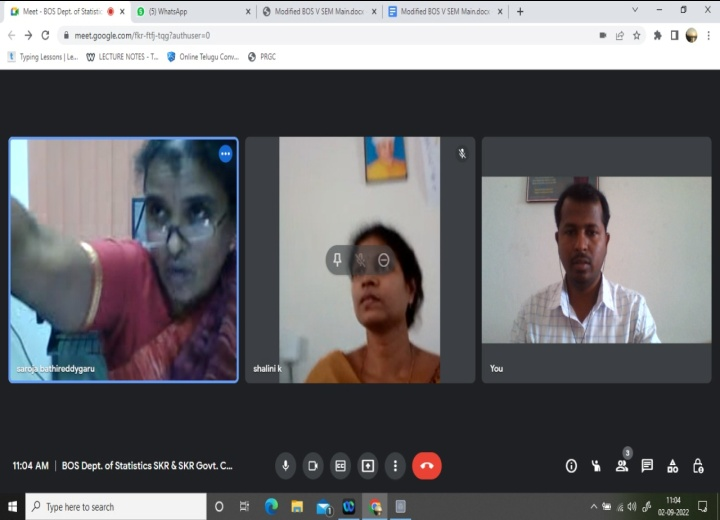 Meet - BOS Dept. of Statistic
(5) WhatsApp
Modified BOS V SEM Main.docx
Modified BOS V SEM Main.docx
meet.google.com/fkr-ftfj-tqg?authuser=0
Typing Lessons | Le...
LECTURE NOTES - T...
Online Telugu Conv...
PRGC
saroja bathireddygaru
shalini k
You
3
11:04 AM | BOS Dept. of Statistics SKR & SKR Govt. C...
Type here to search
11:04
02-09-2022